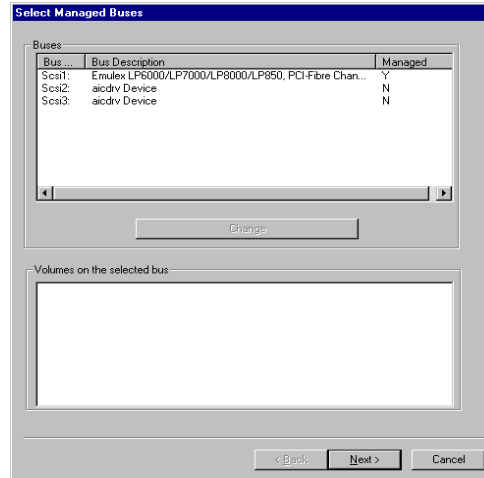 Select Managed Buses
Buses
Bus ... Bus Description Managed
Scsi1: Emulex LP6000/LP7000/LP8000/LP850, PCI-Fibre Chan... Y
Scsi2: aicdrv Device N
Scsi3: aicdrv Device N
Change
Volumes on the selected bus
< Back Next > Cancel